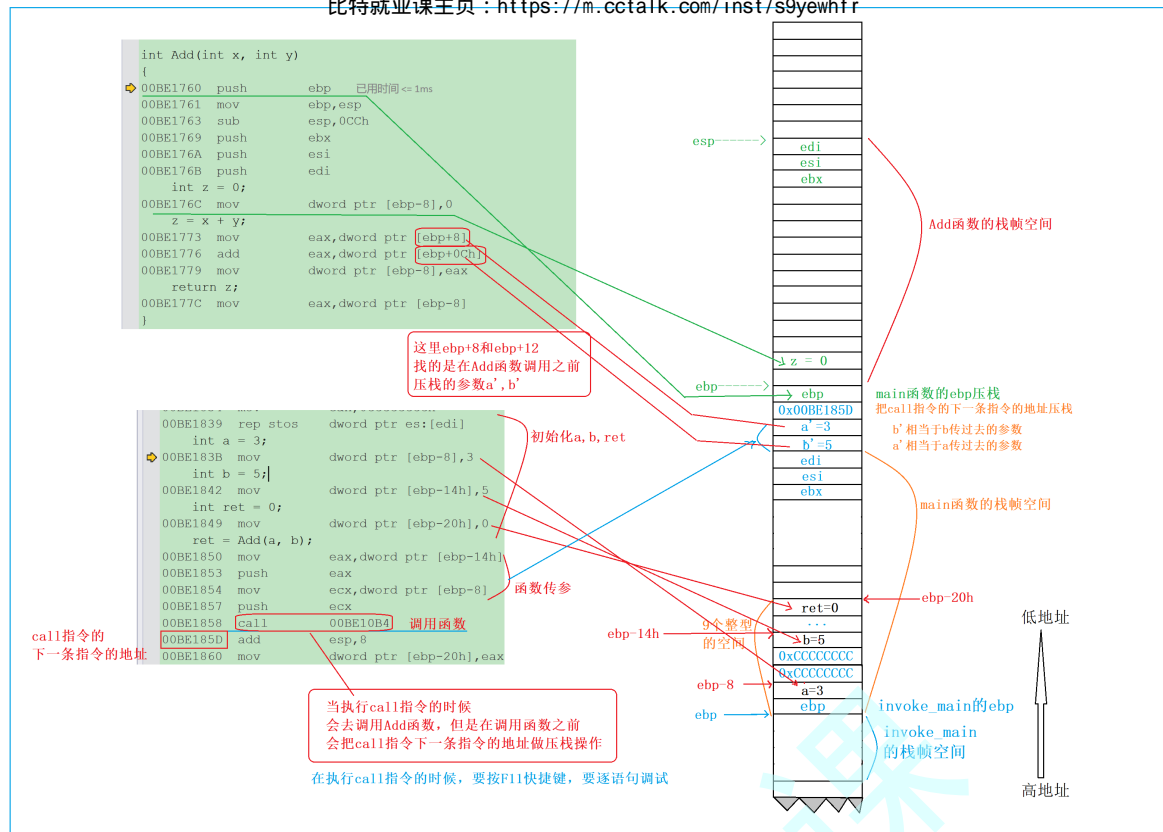 比特就业课主页：https://m.cctalk.com/inst/s9yewhfr
int Add(int x, int y)
{
00BE1760 push ebp 已用时间 <= 1ms
00BE1761 mov ebp,esp
00BE1763 sub esp,0CCh
00BE1769 push ebx
00BE176A push esi
00BE176B push edi
int z = 0;
00BE176C mov dword ptr [ebp-8],0
z = x + y;
00BE1773 mov eax,dword ptr [ebp+8]
00BE1776 add eax,dword ptr [ebp+0Ch]
00BE1779 mov dword ptr [ebp-8],eax
return z;
00BE177C mov eax,dword ptr [ebp-8]
}
这里ebp+8和ebp+12
找的是在Add函数调用之前
压栈的参数a',b'
00BE1839 rep stos dword ptr es:[edi]
int a = 3;
00BE183B mov dword ptr [ebp-8],3
int b = 5;
00BE1842 mov dword ptr [ebp-14h],5
int ret = 0;
00BE1849 mov dword ptr [ebp-20h],0
ret = Add(a, b);
00BE1850 mov eax,dword ptr [ebp-14h]
00BE1853 push eax
00BE1854 mov ecx,dword ptr [ebp-8]
00BE1857 push ecx
00BE1858 call 00BE10B4 调用函数
00BE185D add esp,8
00BE1860 mov dword ptr [ebp-20h],eax
初始化a,b,ret
函数传参
call指令的
下一条指令的地址
当执行call指令的时候
会去调用Add函数，但是在调用函数之前
会把call指令下一条指令的地址做压栈操作
在执行call指令的时候，要按F11快捷键，要逐语句调试
esp------>
edi
esi
ebx
Add函数的栈帧空间
z = 0
ebp------>
ebp
main函数的ebp压栈
0x00BE185D
把call指令的下一条指令的地址压栈
a'=3
b'相当于b传过去的参数
b'=5
a'相当于a传过去的参数
edi
esi
ebx
main函数的栈帧空间
ebp-20h
ret=0
...
9个整型
的空间
ebp-14h
b=5
0xCCCCCCCC
0xCCCCCCCC
ebp-8
a=3
ebp
ebp
invoke_main的ebp
invoke_main
的栈帧空间
低地址
高地址
课